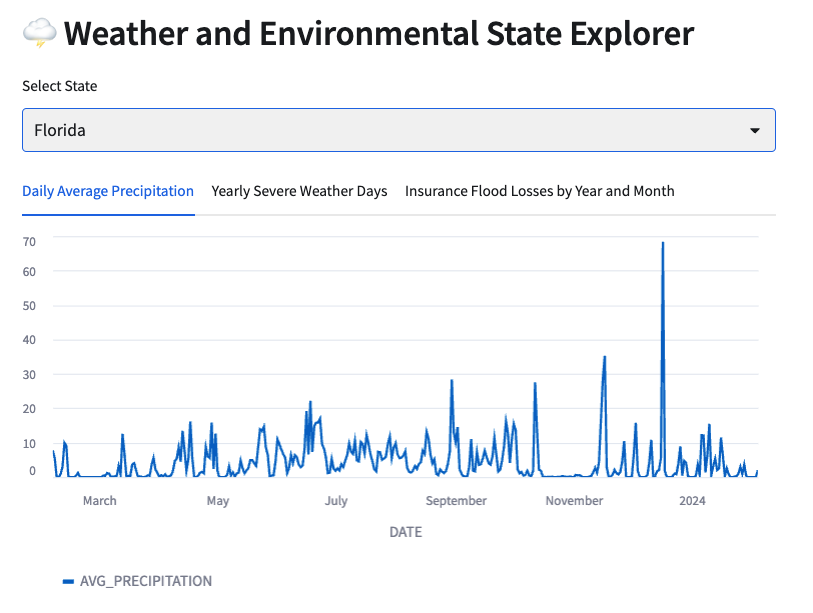 Weather and Environmental State Explorer
Select State
Florida
Daily Average Precipitation Yearly Severe Weather Days Insurance Flood Losses by Year and Month
70
60
50
40
30
20
10
0
March May July September November 2024
DATE
AVG_PRECIPITATION